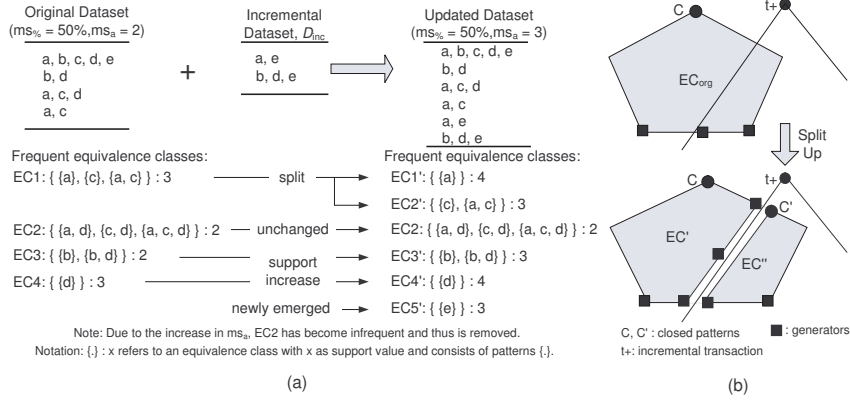 Original Dataset
(ms% = 50%,msa = 2)
a, b, c, d, e
b, d
a, c, d
a, c
+
Incremental
Dataset, Dinc
a, e
b, d, e
Updated Dataset
(ms% = 50%,msa = 3)
a, b, c, d, e
b, d
a, c, d
a, c
a, e
b, d, e
Frequent equivalence classes:
EC1: { {a}, {c}, {a, c} } : 3
EC2: { {a, d}, {c, d}, {a, c, d} } : 2
EC3: { {b}, {b, d} } : 2
EC4: { {d} } : 3
split
unchanged
support
increase
newly emerged
Frequent equivalence classes:
EC1': { {a} } : 4
EC2': { {c}, {a, c} } : 3
EC2: { {a, d}, {c, d}, {a, c, d} } : 2
EC3': { {b}, {b, d} } : 3
EC4': { {d} } : 4
EC5': { {e} } : 3
Note: Due to the increase in msa, EC2 has become infrequent and thus is removed.
Notation: {.} : x refers to an equivalence class with x as support value and consists of patterns {.}.
(a)
C
t+
ECorg
Split
Up
C
t+
C'
EC'
EC''
C, C' : closed patterns
: generators
t+: incremental transaction
(b)